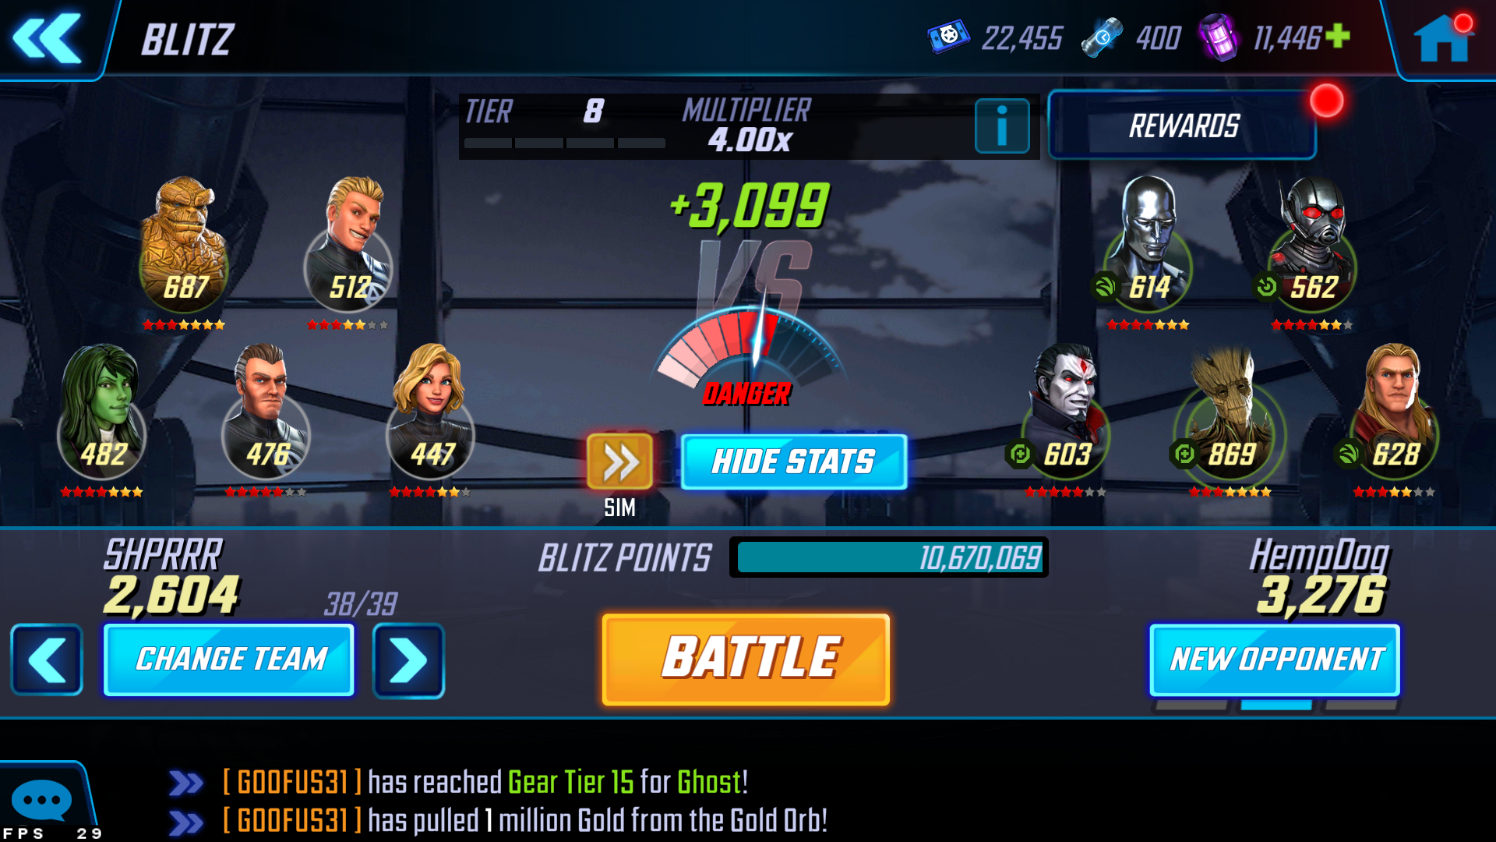 BLITZ
22,455
400
11,446
TIER 8
MULTIPLIER
4.00x
REWARDS
+3,099
VS
DANGER
687
512
614
562
482
476
447
603
869
628
HIDE STATS
SIM
SHPRRR
2,604
38/39
BLITZ POINTS 10,670,069
HempDog
3,276
CHANGE TEAM
BATTLE
NEW OPPONENT
[ GOOFUS31 ] has reached Gear Tier 15 for Ghost!
[ GOOFUS31 ] has pulled 1 million Gold from the Gold Orb!
FPS 29